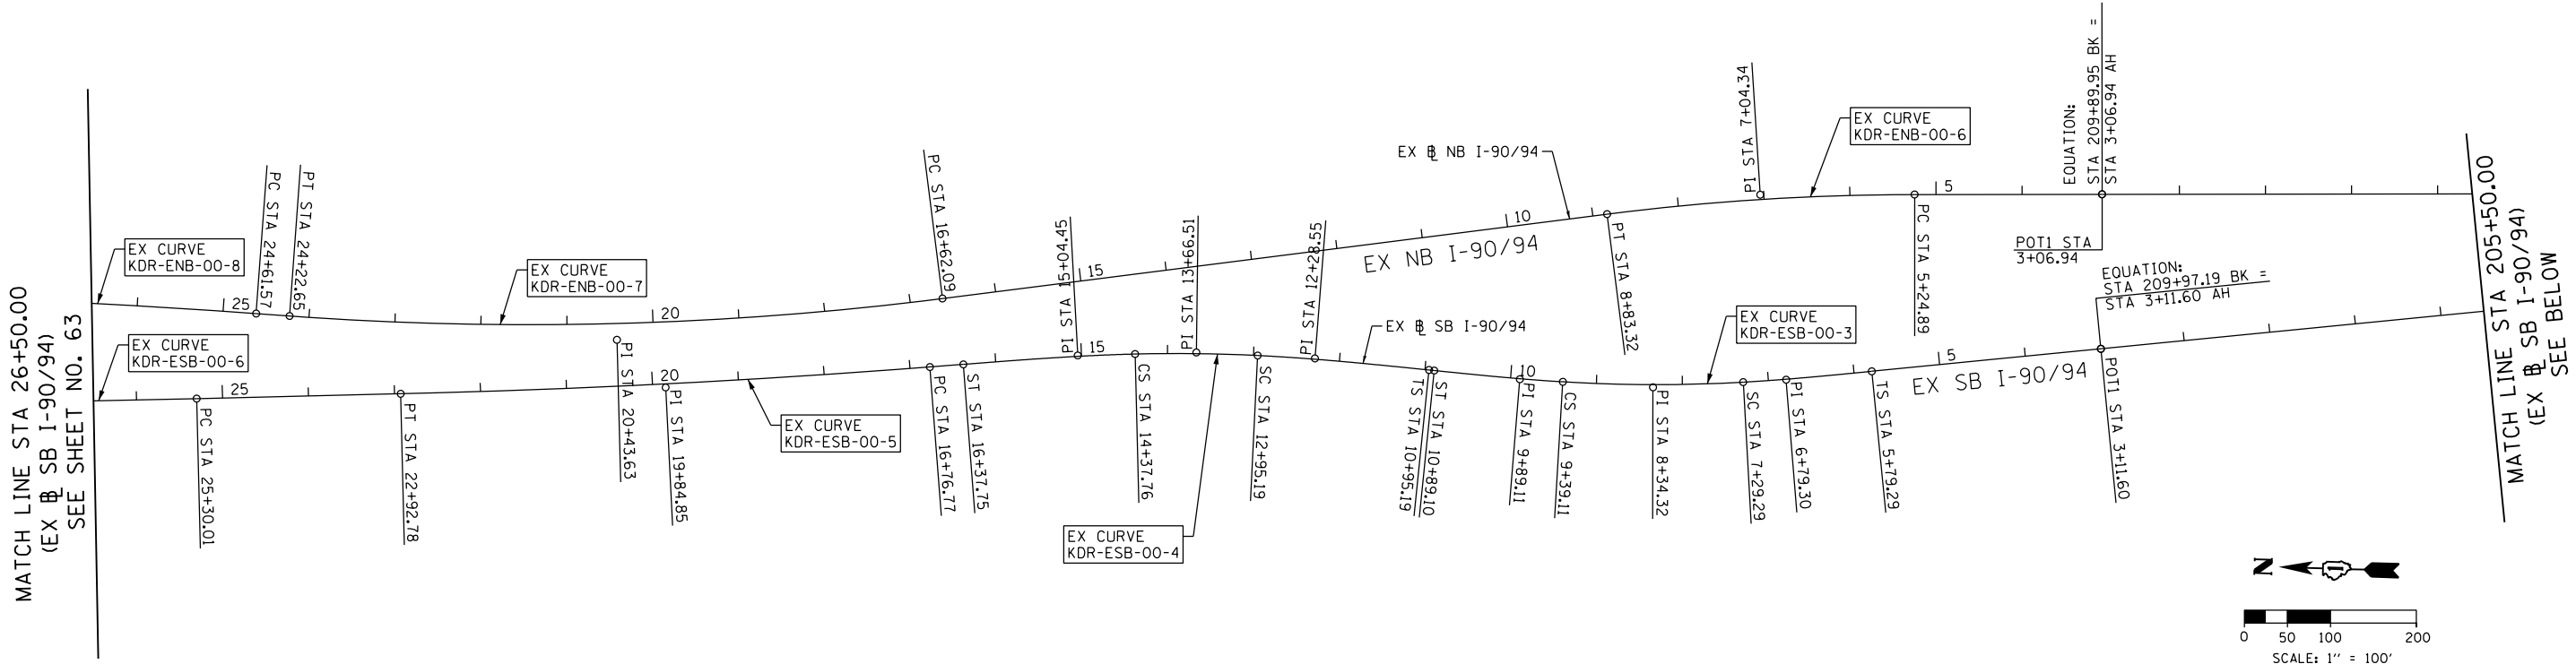 MATCH LINE STA 26+50.00
(EX BL SB I-90/94)
SEE SHEET NO. 63
EX CURVE
KDR-ENB-00-8
EX CURVE
KDR-ESB-00-6
25
PC STA 24+61.57
PT STA 24+22.65
EX CURVE
KDR-ENB-00-7
20
PC STA 16+62.09
15
EX BL NB I-90/94
EX NB I-90/94
10
PT STA 8+83.32
PI STA 7+04.34
EX CURVE
KDR-ENB-00-6
PC STA 5+24.89
5
EQUATION:
STA 209+89.95 BK =
STA 3+06.94 AH
POT1 STA
3+06.94
25
PC STA 25+30.01
PT STA 22+92.78
PI STA 20+43.63
20
PI STA 19+84.85
EX CURVE
KDR-ESB-00-5
PC STA 16+76.77
ST STA 16+37.75
PI STA 15+04.45
15
CS STA 14+37.76
PI STA 13+66.51
EX CURVE
KDR-ESB-00-4
SC STA 12+95.19
PI STA 12+28.55
EX BL SB I-90/94
TS STA 10+95.19
ST STA 10+89.10
10
PI STA 9+89.11
CS STA 9+39.11
PI STA 8+34.32
EX CURVE
KDR-ESB-00-3
SC STA 7+29.29
PI STA 6+79.30
TS STA 5+79.29
5
EX SB I-90/94
EQUATION:
STA 209+97.19 BK =
STA 3+11.60 AH
POT1 STA 3+11.60
MATCH LINE STA 205+50.00
(EX BL SB I-90/94)
SEE BELOW
N
0 50 100 200
SCALE: 1" = 100'